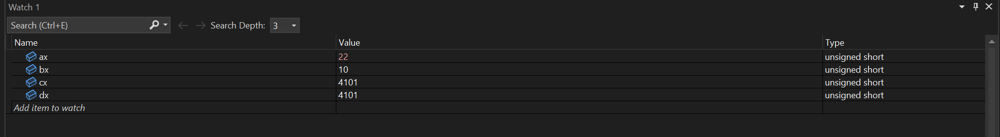 Watch 1
Search (Ctrl+E) Search Depth: 3
Name Value Type
ax 22 unsigned short
bx 10 unsigned short
cx 4101 unsigned short
dx 4101 unsigned short
Add item to watch